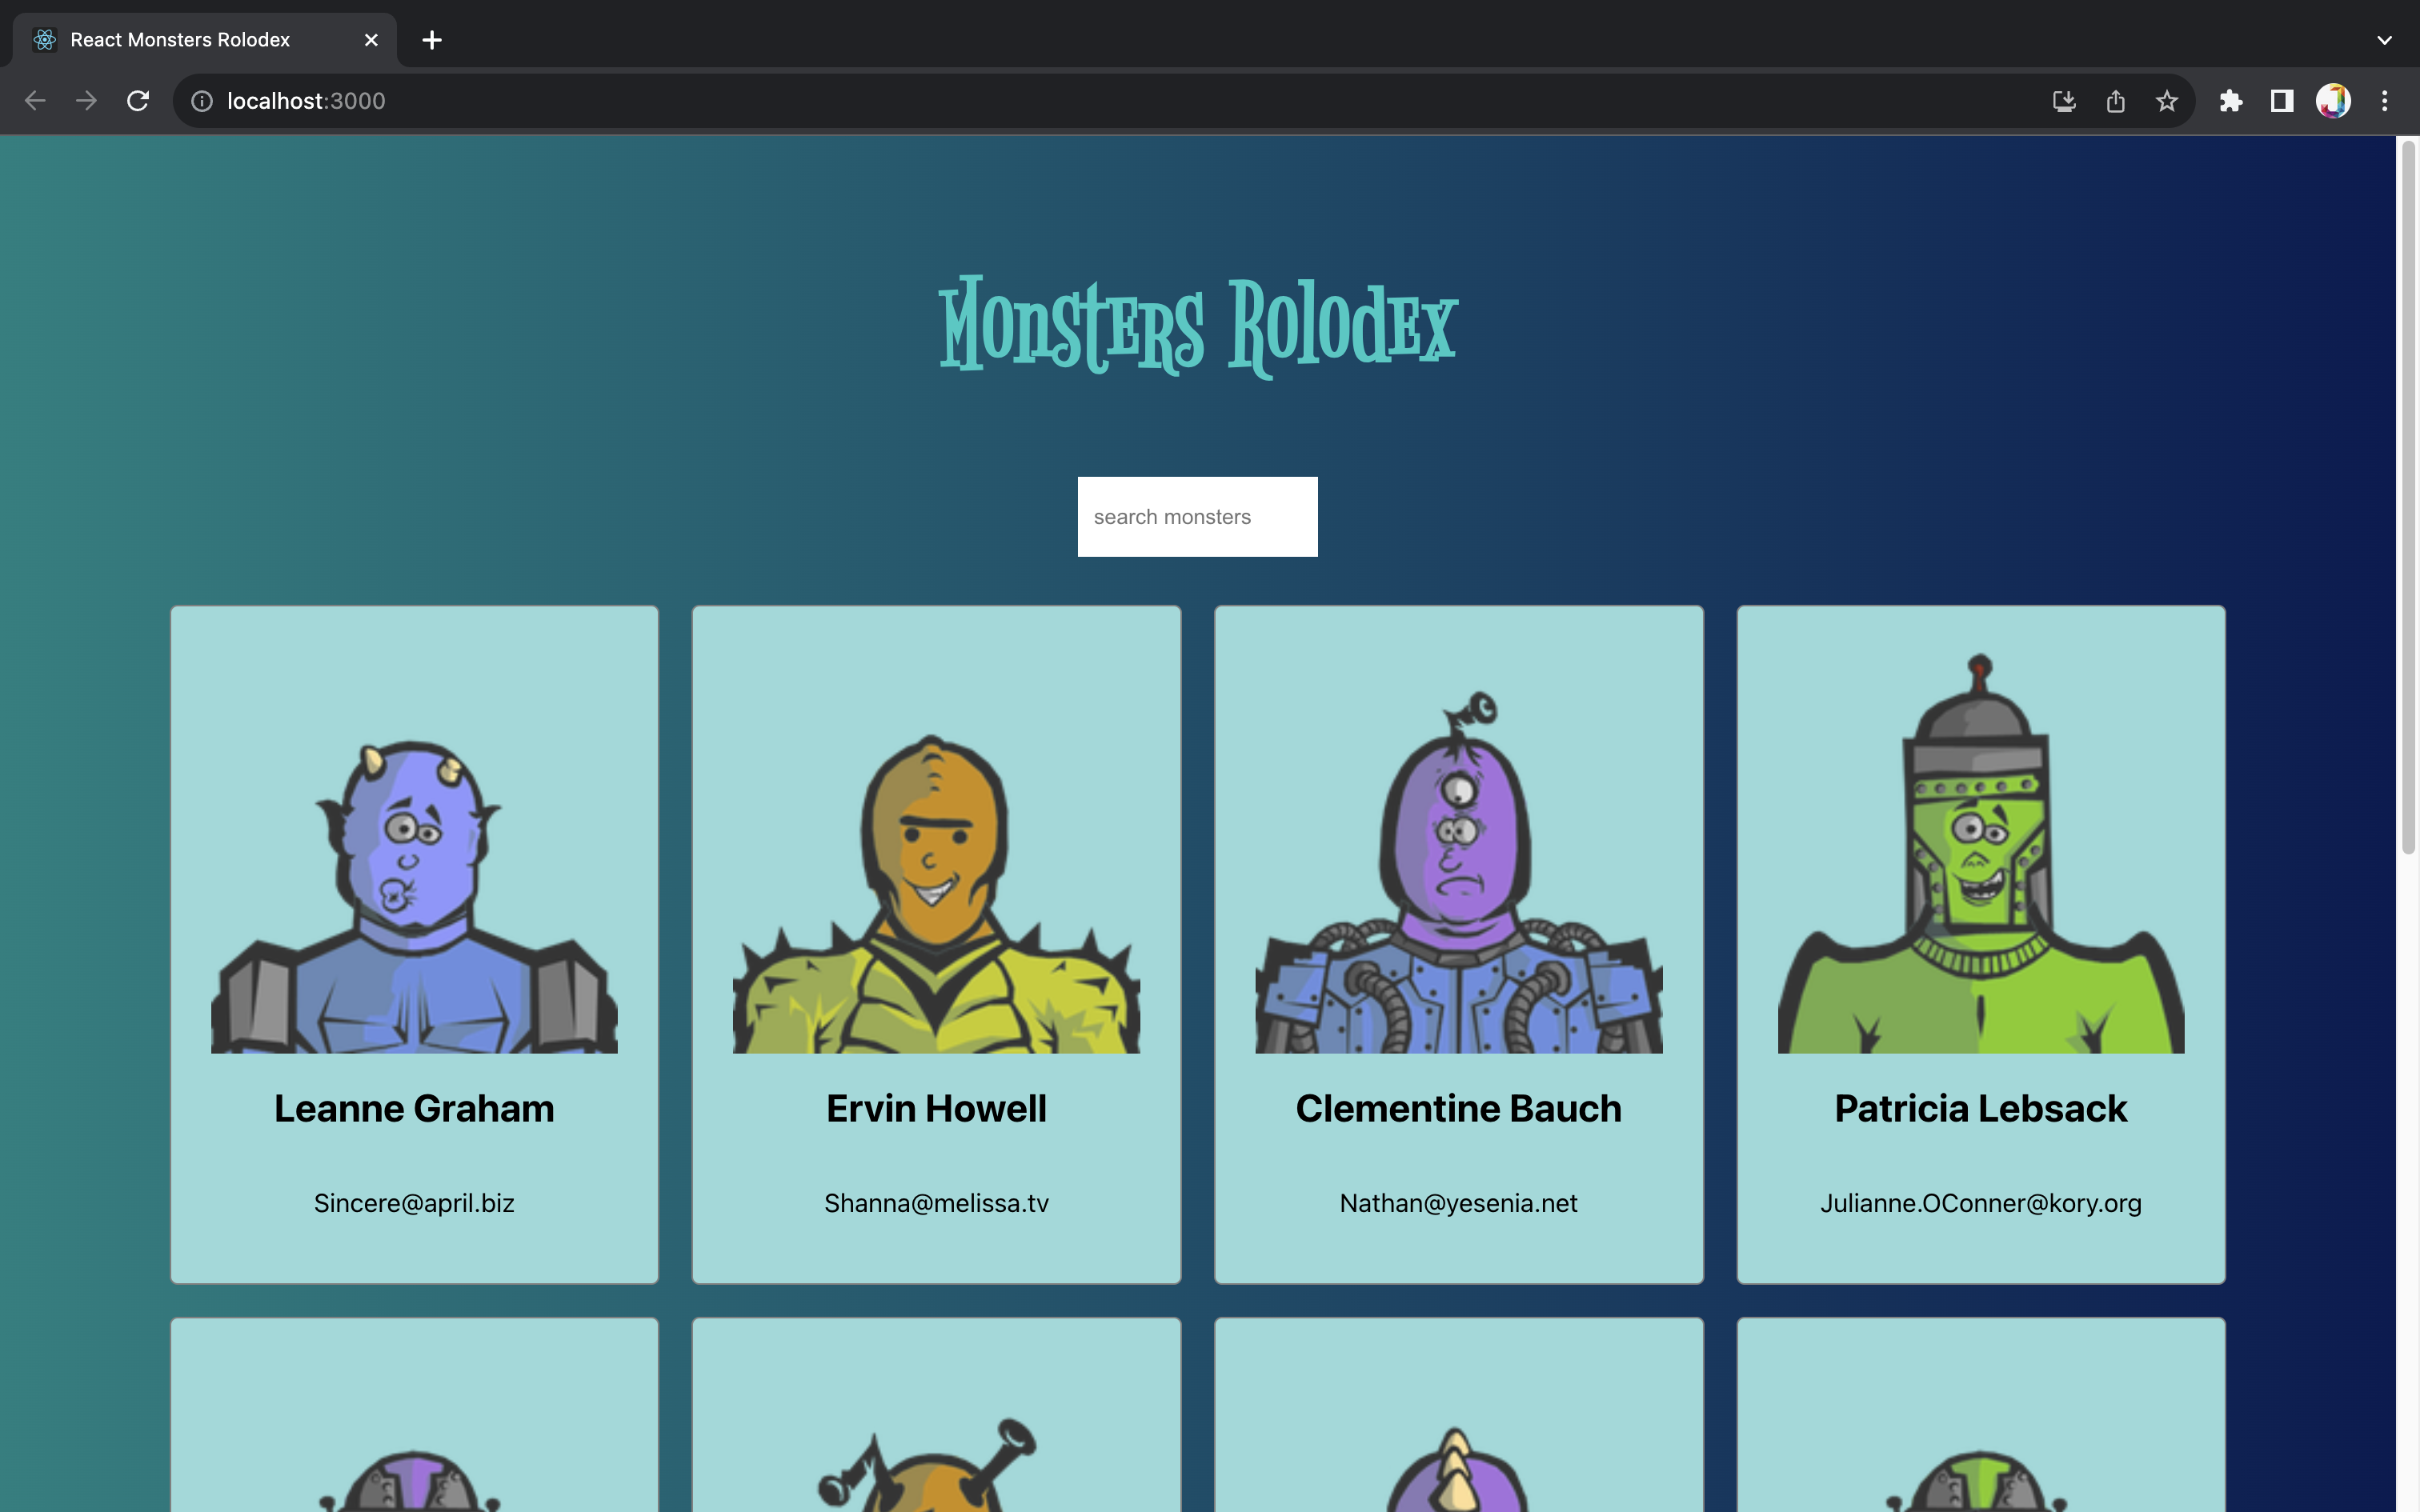 React Monsters Rolodex
localhost:3000
Monsters Rolodex
search monsters
Leanne Graham
Ervin Howell
Clementine Bauch
Patricia Lebsack
Sincere@april.biz
Shanna@melissa.tv
Nathan@yesenia.net
Julianne.OConner@kory.org